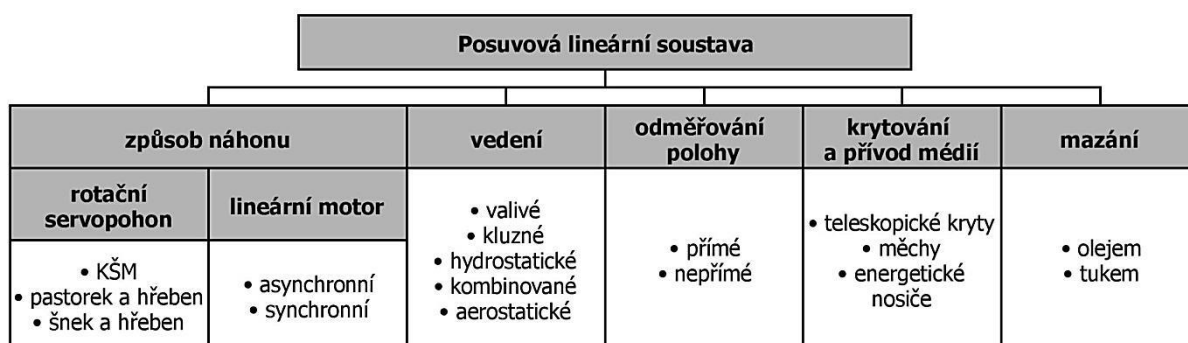 Posuvová lineární soustava
způsob náhonu
vedení
odměřování
polohy
krytování
a přívod médií
mazání
rotační
servopohon
lineární motor
• KŠM
• pastorek a hřeben
• šnek a hřeben
• asynchronní
• synchronní
• valivé
• kluzné
• hydrostatické
• kombinované
• aerostatické
• přímé
• nepřímé
• teleskopické kryty
• měchy
• energetické
nosiče
• olejem
• tukem